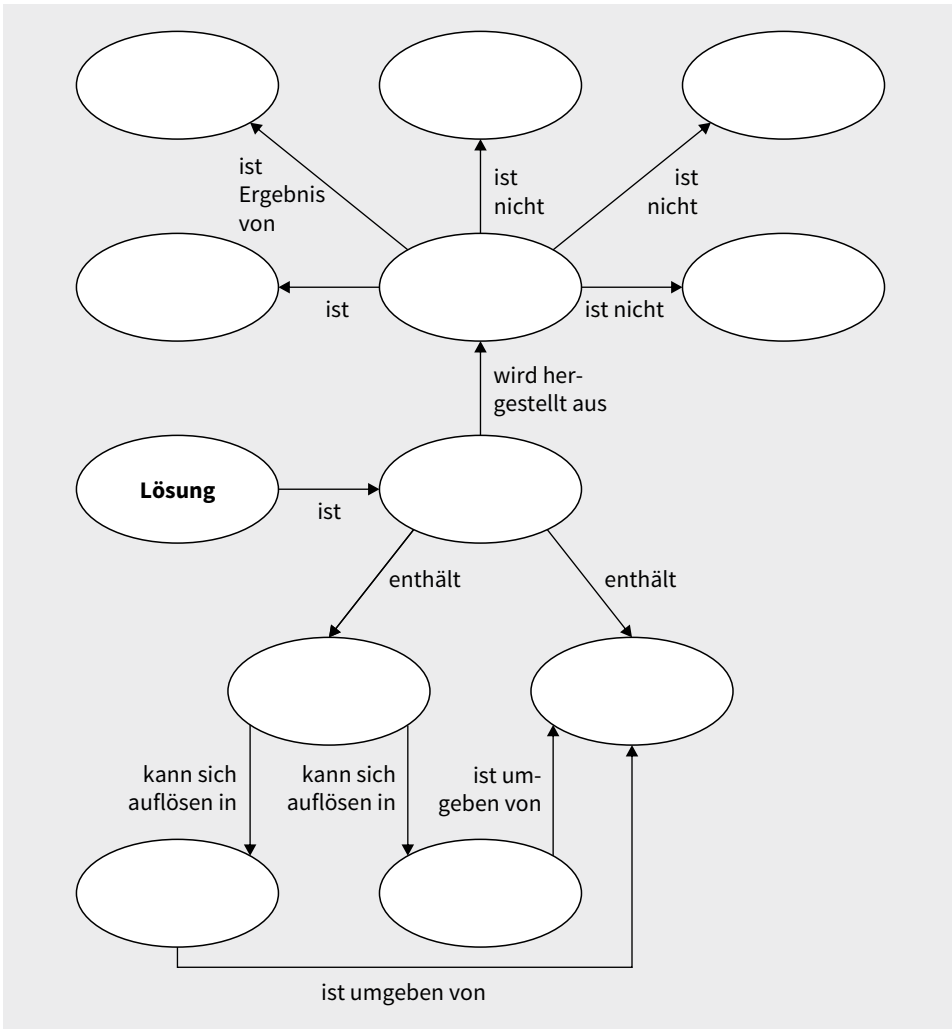 ist
Ergebnis
von
ist
nicht
ist
nicht
ist
ist nicht
wird her-
gestellt aus
Lösung
ist
enthält
enthält
kann sich
auflösen in
kann sich
auflösen in
ist um-
geben von
ist umgeben von